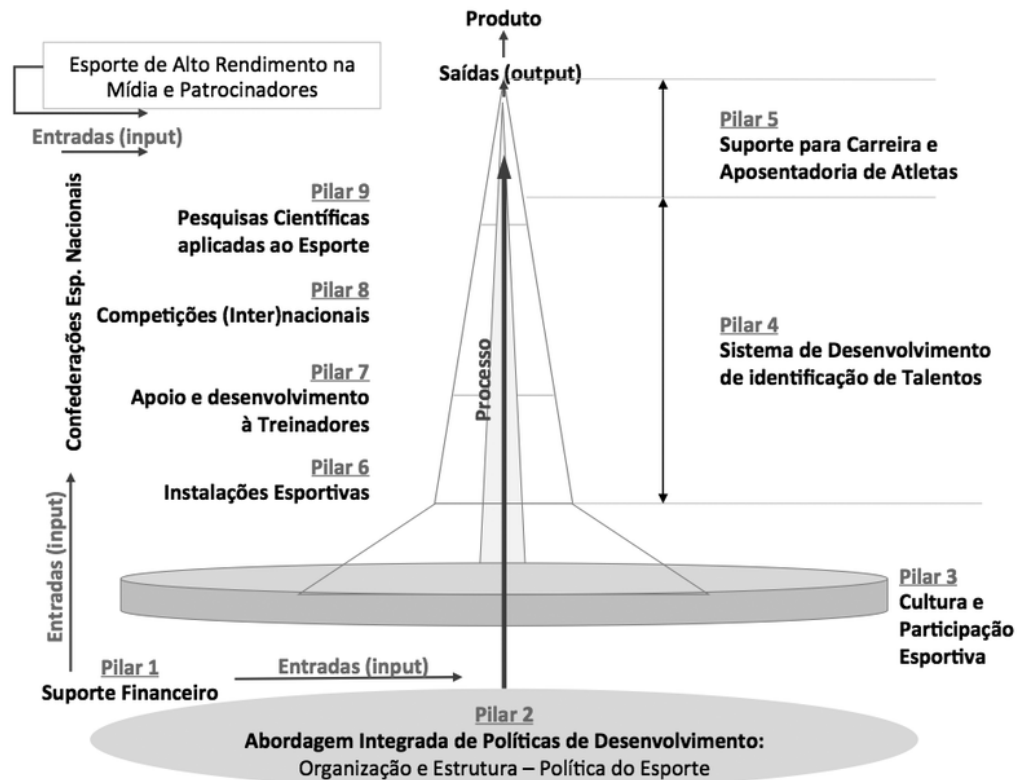 Produto
Saídas (output)
Esporte de Alto Rendimento na
Mídia e Patrocinadores
Entradas (input)
Confederações Esp. Nacionais
Pilar 9
Pesquisas Científicas
aplicadas ao Esporte
Pilar 8
Competições (Inter)nacionais
Pilar 7
Apoio e desenvolvimento
à Treinadores
Pilar 6
Instalações Esportivas
Processo
Pilar 5
Suporte para Carreira e
Aposentadoria de Atletas
Pilar 4
Sistema de Desenvolvimento
de identificação de Talentos
Pilar 3
Cultura e
Participação
Esportiva
Entradas (input)
Pilar 1
Suporte Financeiro
Entradas (input)
Pilar 2
Abordagem Integrada de Políticas de Desenvolvimento:
Organização e Estrutura – Política do Esporte